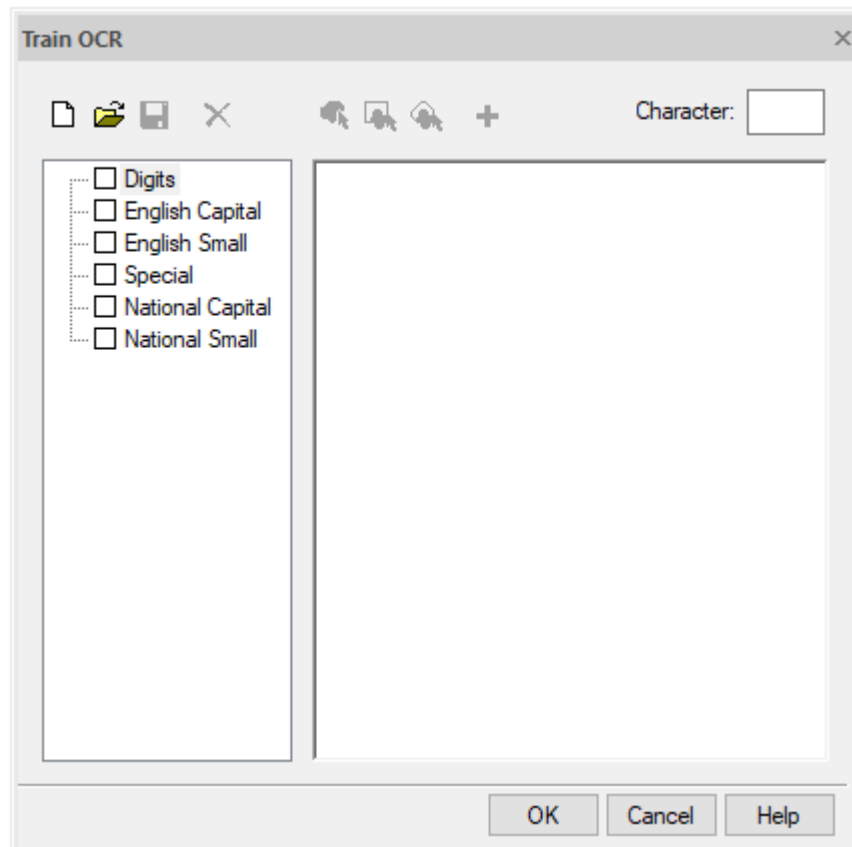 Train OCR
Character:
Digits
English Capital
English Small
Special
National Capital
National Small
OK Cancel Help